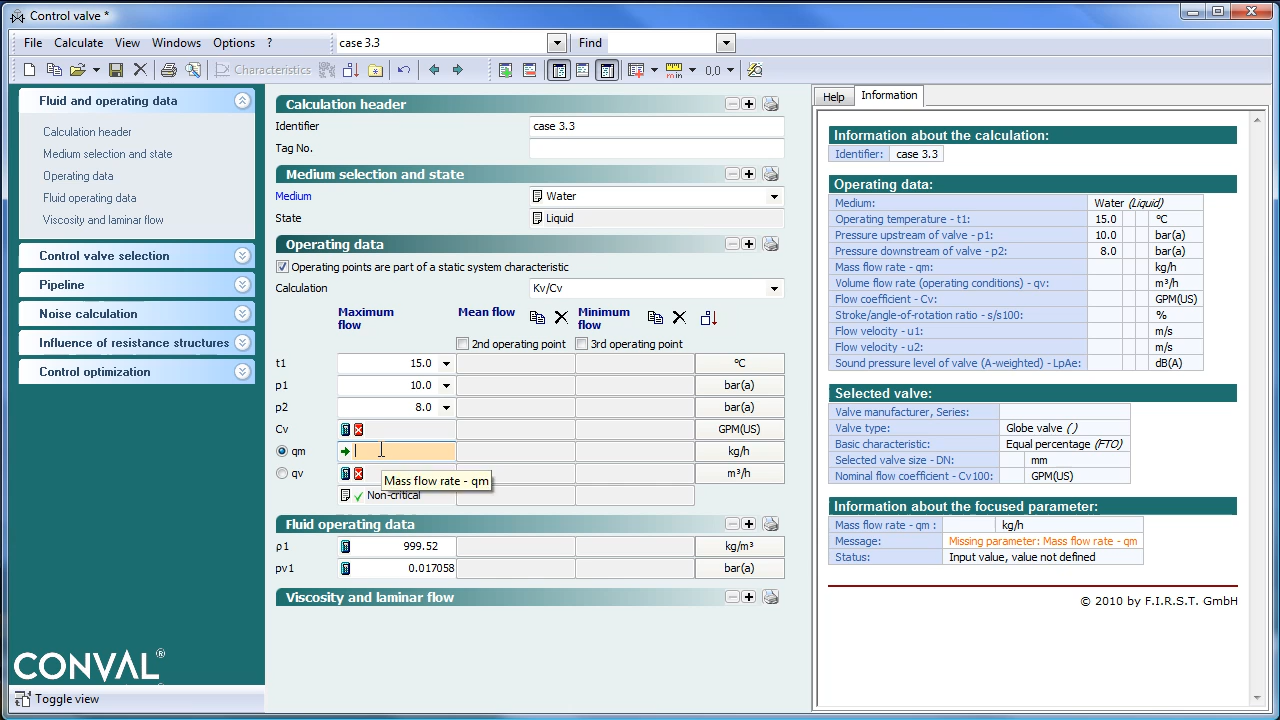 Control valve *
File Calculate View Windows Options ? case 3.3 Find
Characteristics min 0,0
Fluid and operating data
Calculation header
Medium selection and state
Operating data
Fluid operating data
Viscosity and laminar flow
Control valve selection
Pipeline
Noise calculation
Influence of resistance structures
Control optimization
CONVAL®
Toggle view
Calculation header
Identifier case 3.3
Tag No.
Medium selection and state
Medium Water
State Liquid
Operating data
Operating points are part of a static system characteristic
Calculation Kv/Cv
Maximum flow Mean flow Minimum flow
2nd operating point 3rd operating point
t1 15.0 °C
p1 10.0 bar(a)
p2 8.0 bar(a)
Cv GPM(US)
qm kg/h
qv m³/h
Mass flow rate - qm
Non-critical
Fluid operating data
ρ1 999.52 kg/m³
pv1 0.017058 bar(a)
Viscosity and laminar flow
Help Information
Information about the calculation:
Identifier: case 3.3
Operating data:
Medium: Water (Liquid)
Operating temperature - t1: 15.0 °C
Pressure upstream of valve - p1: 10.0 bar(a)
Pressure downstream of valve - p2: 8.0 bar(a)
Mass flow rate - qm: kg/h
Volume flow rate (operating conditions) - qv: m³/h
Flow coefficient - Cv: GPM(US)
Stroke/angle-of-rotation ratio - s/s100: %
Flow velocity - u1: m/s
Flow velocity - u2: m/s
Sound pressure level of valve (A-weighted) - LpAe: dB(A)
Selected valve:
Valve manufacturer, Series:
Valve type: Globe valve (')
Basic characteristic: Equal percentage (FTO)
Selected valve size - DN: mm
Nominal flow coefficient - Cv100: GPM(US)
Information about the focused parameter:
Mass flow rate - qm : kg/h
Message: Missing parameter: Mass flow rate - qm
Status: Input value, value not defined
© 2010 by F.I.R.S.T. GmbH